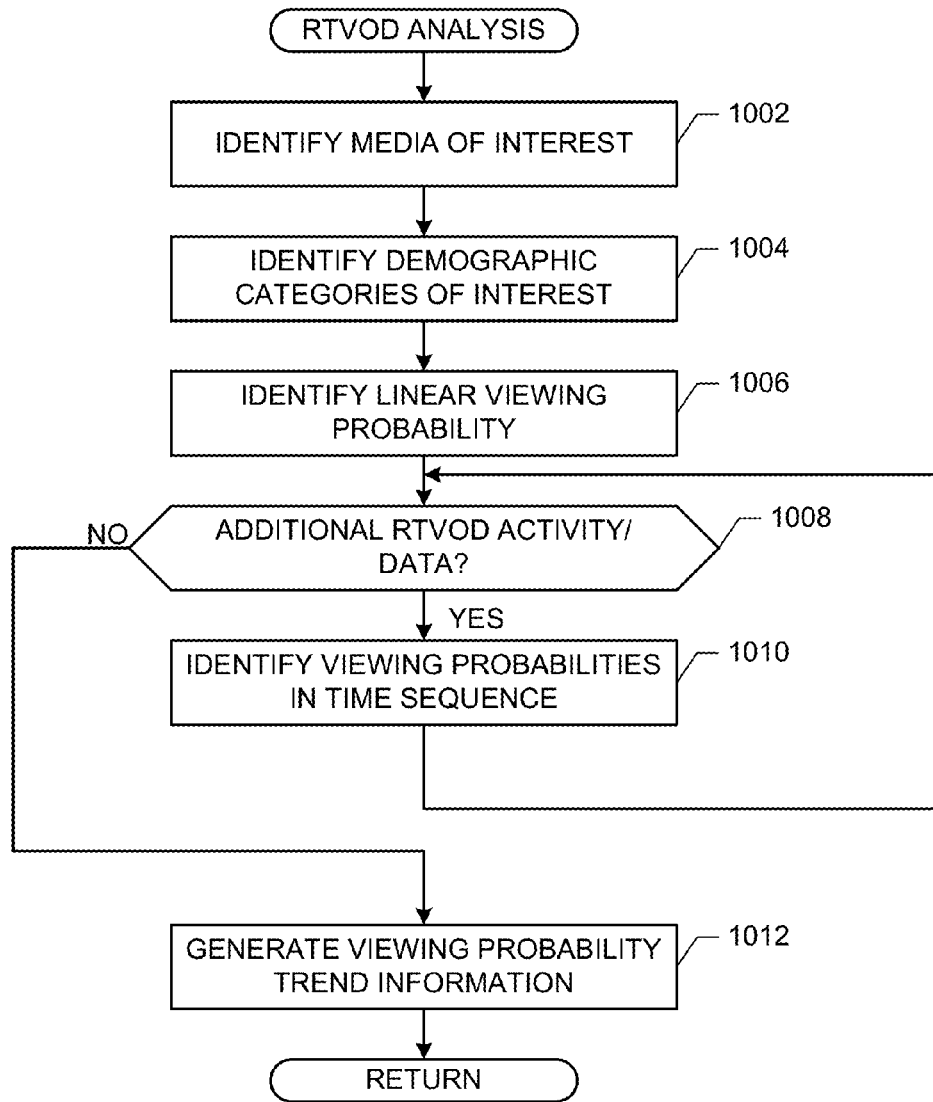 RTVOD ANALYSIS
1002
IDENTIFY MEDIA OF INTEREST
1004
IDENTIFY DEMOGRAPHIC
CATEGORIES OF INTEREST
1006
IDENTIFY LINEAR VIEWING
PROBABILITY
1008
NO
ADDITIONAL RTVOD ACTIVITY/
DATA?
YES
1010
IDENTIFY VIEWING PROBABILITIES
IN TIME SEQUENCE
1012
GENERATE VIEWING PROBABILITY
TREND INFORMATION
RETURN